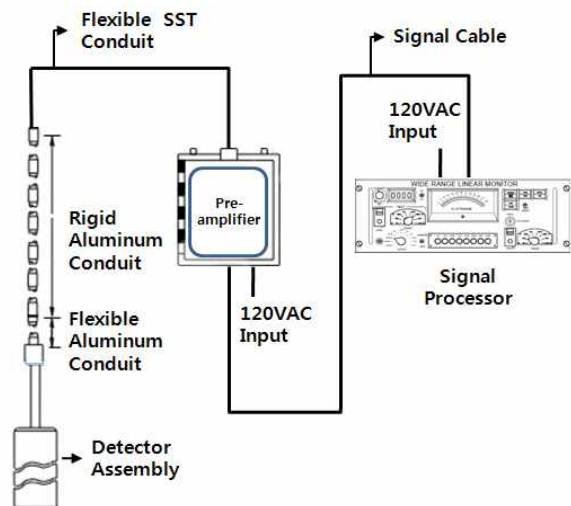 Flexible SST
Conduit
Signal Cable
120VAC
Input
WIDE RANGE LINEAR MONITOR
Pre-
amplifier
Rigid
Aluminum
Conduit
Signal
Processor
120VAC
Input
Flexible
Aluminum
Conduit
Detector
Assembly